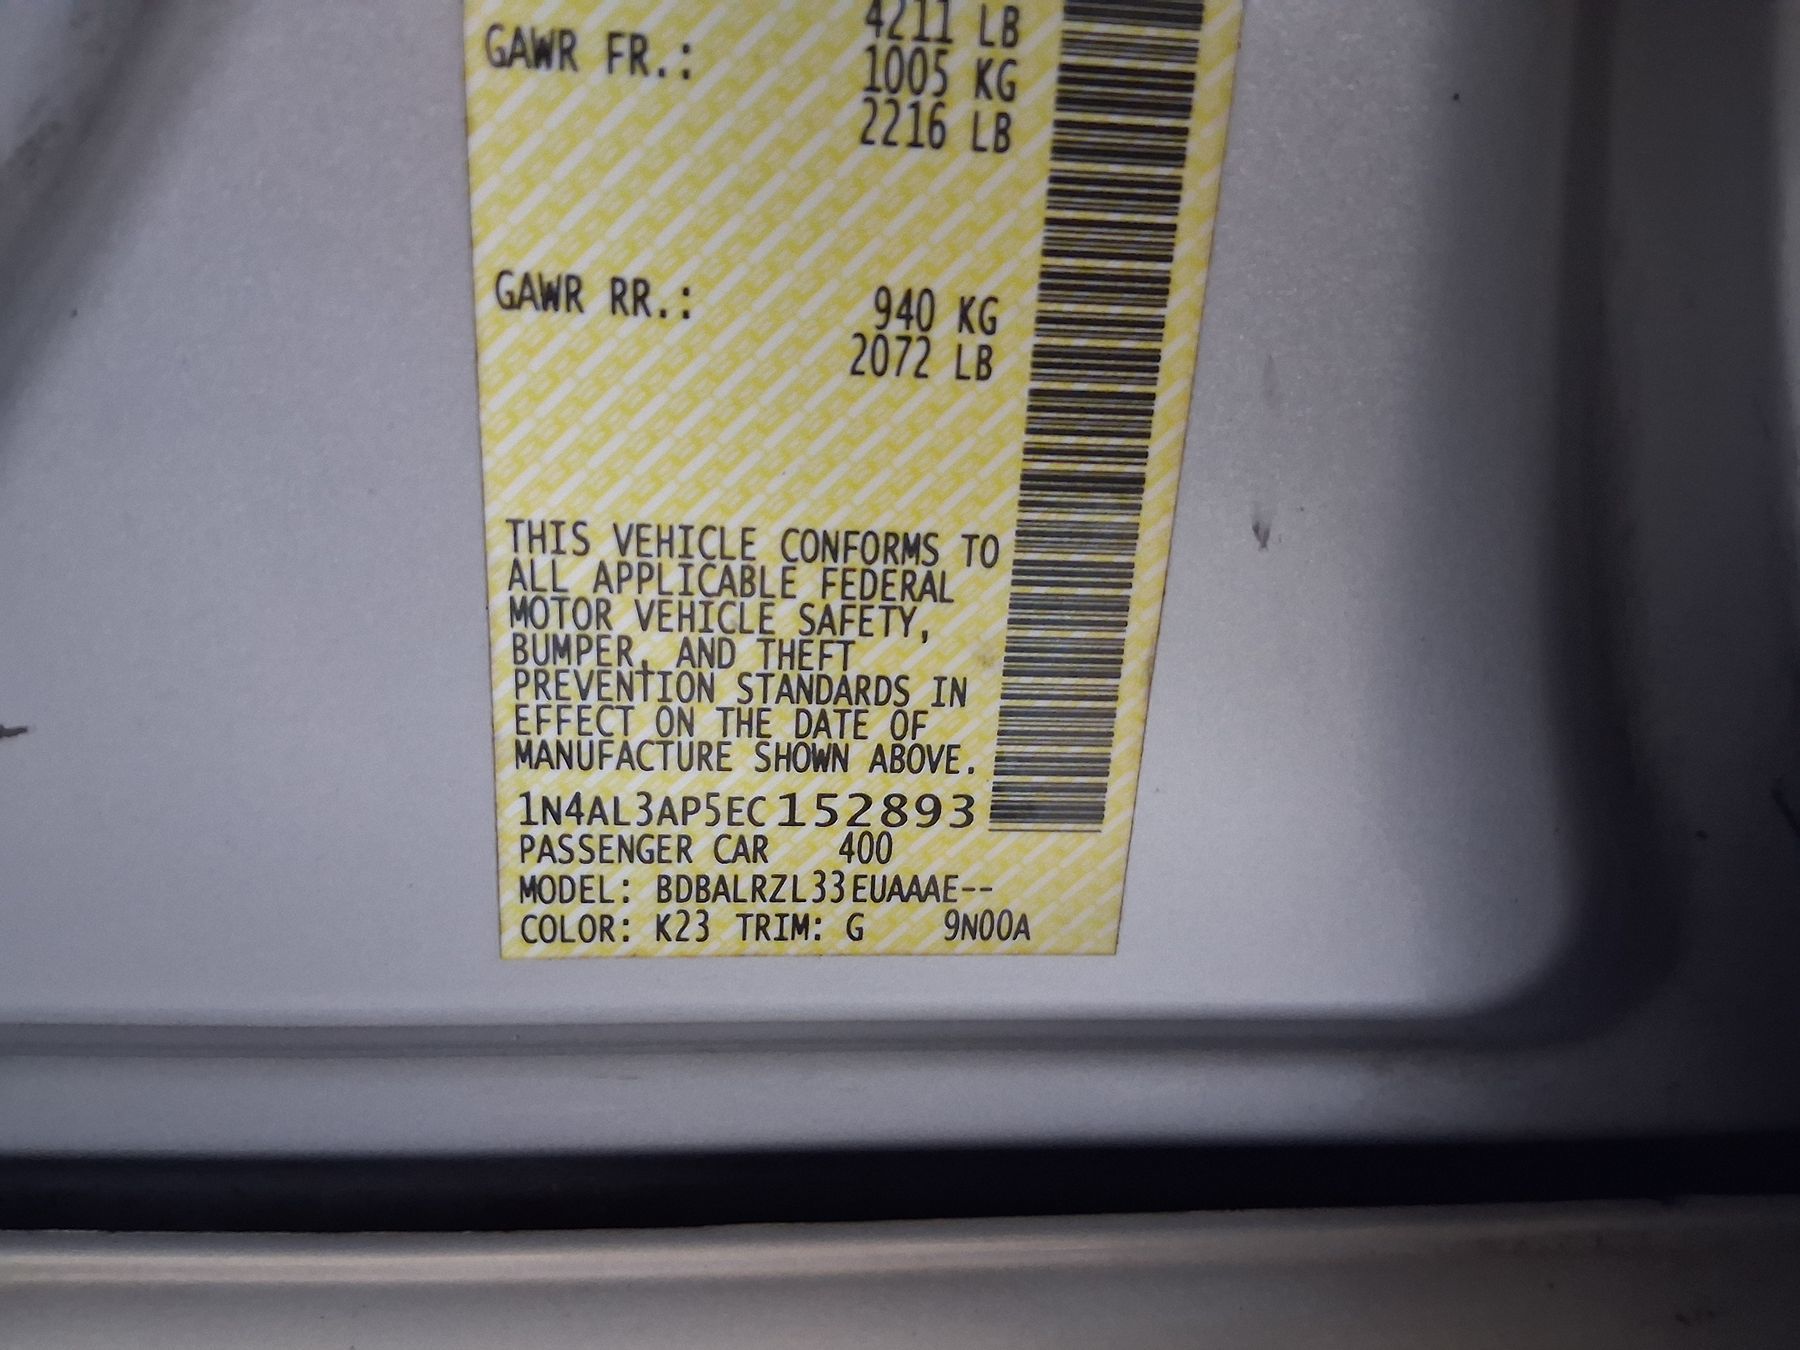 4211 LB
GAWR FR.: 1005 KG
2216 LB
GAWR RR.: 940 KG
2072 LB
THIS VEHICLE CONFORMS TO
ALL APPLICABLE FEDERAL
MOTOR VEHICLE SAFETY,
BUMPER, AND THEFT
PREVENTION STANDARDS IN
EFFECT ON THE DATE OF
MANUFACTURE SHOWN ABOVE.
1N4AL3AP5EC152893
PASSENGER CAR 400
MODEL: BDBALRZL33EUAAAE--
COLOR: K23 TRIM: G 9N00A